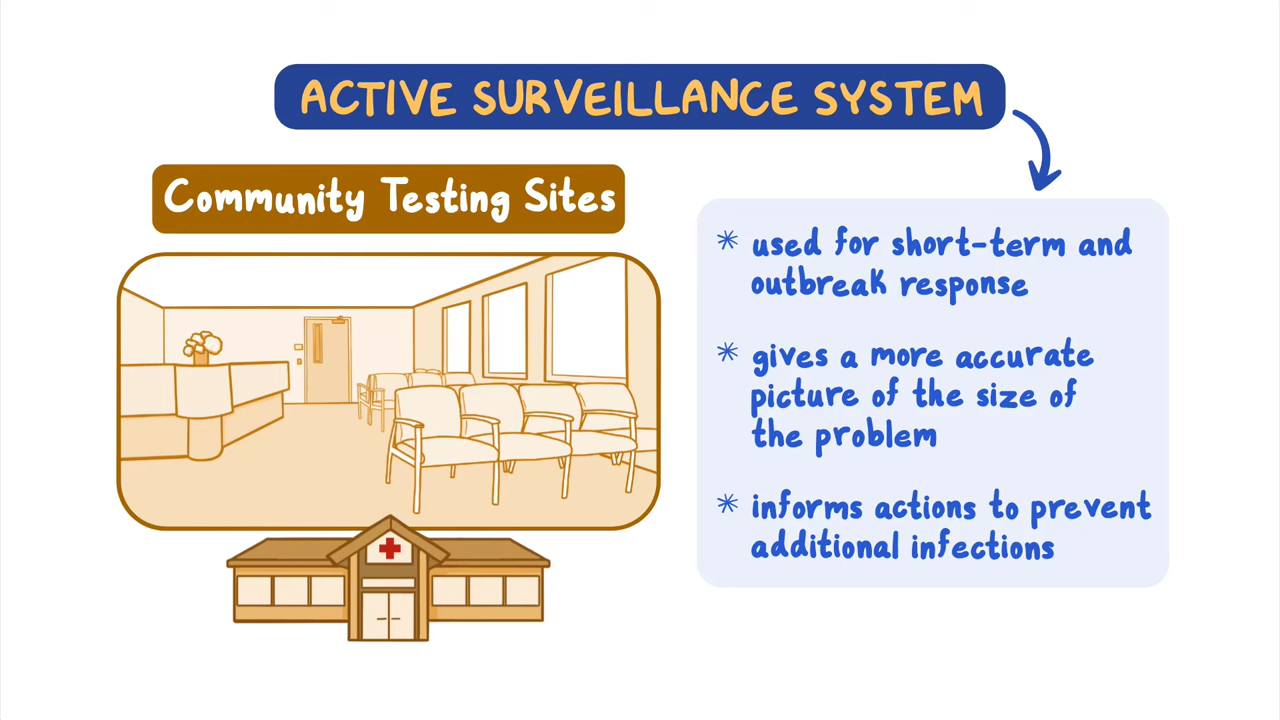 ACTIVE SURVEILLANCE SYSTEM
Community Testing Sites
* used for short-term and
outbreak response
* gives a more accurate
picture of the size of
the problem
* informs actions to prevent
additional infections